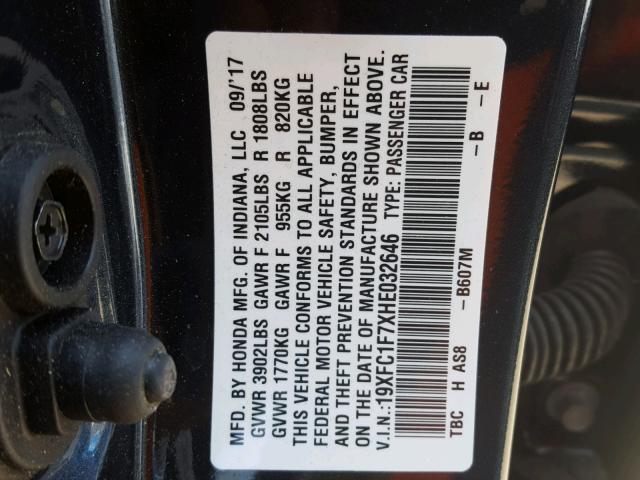 MFD. BY HONDA MFG. OF INDIANA, LLC 09/'17
GVWR 3902LBS GAWR F 2105LBS R 1808LBS
GVWR 1770KG GAWR F 955KG R 820KG
THIS VEHICLE CONFORMS TO ALL APPLICABLE
FEDERAL MOTOR VEHICLE SAFETY, BUMPER,
AND THEFT PREVENTION STANDARDS IN EFFECT
ON THE DATE OF MANUFACTURE SHOWN ABOVE.
V.I.N.:19XFC1F7XHE032646 TYPE: PASSENGER CAR
TBC H AS8 -B607M -B -E